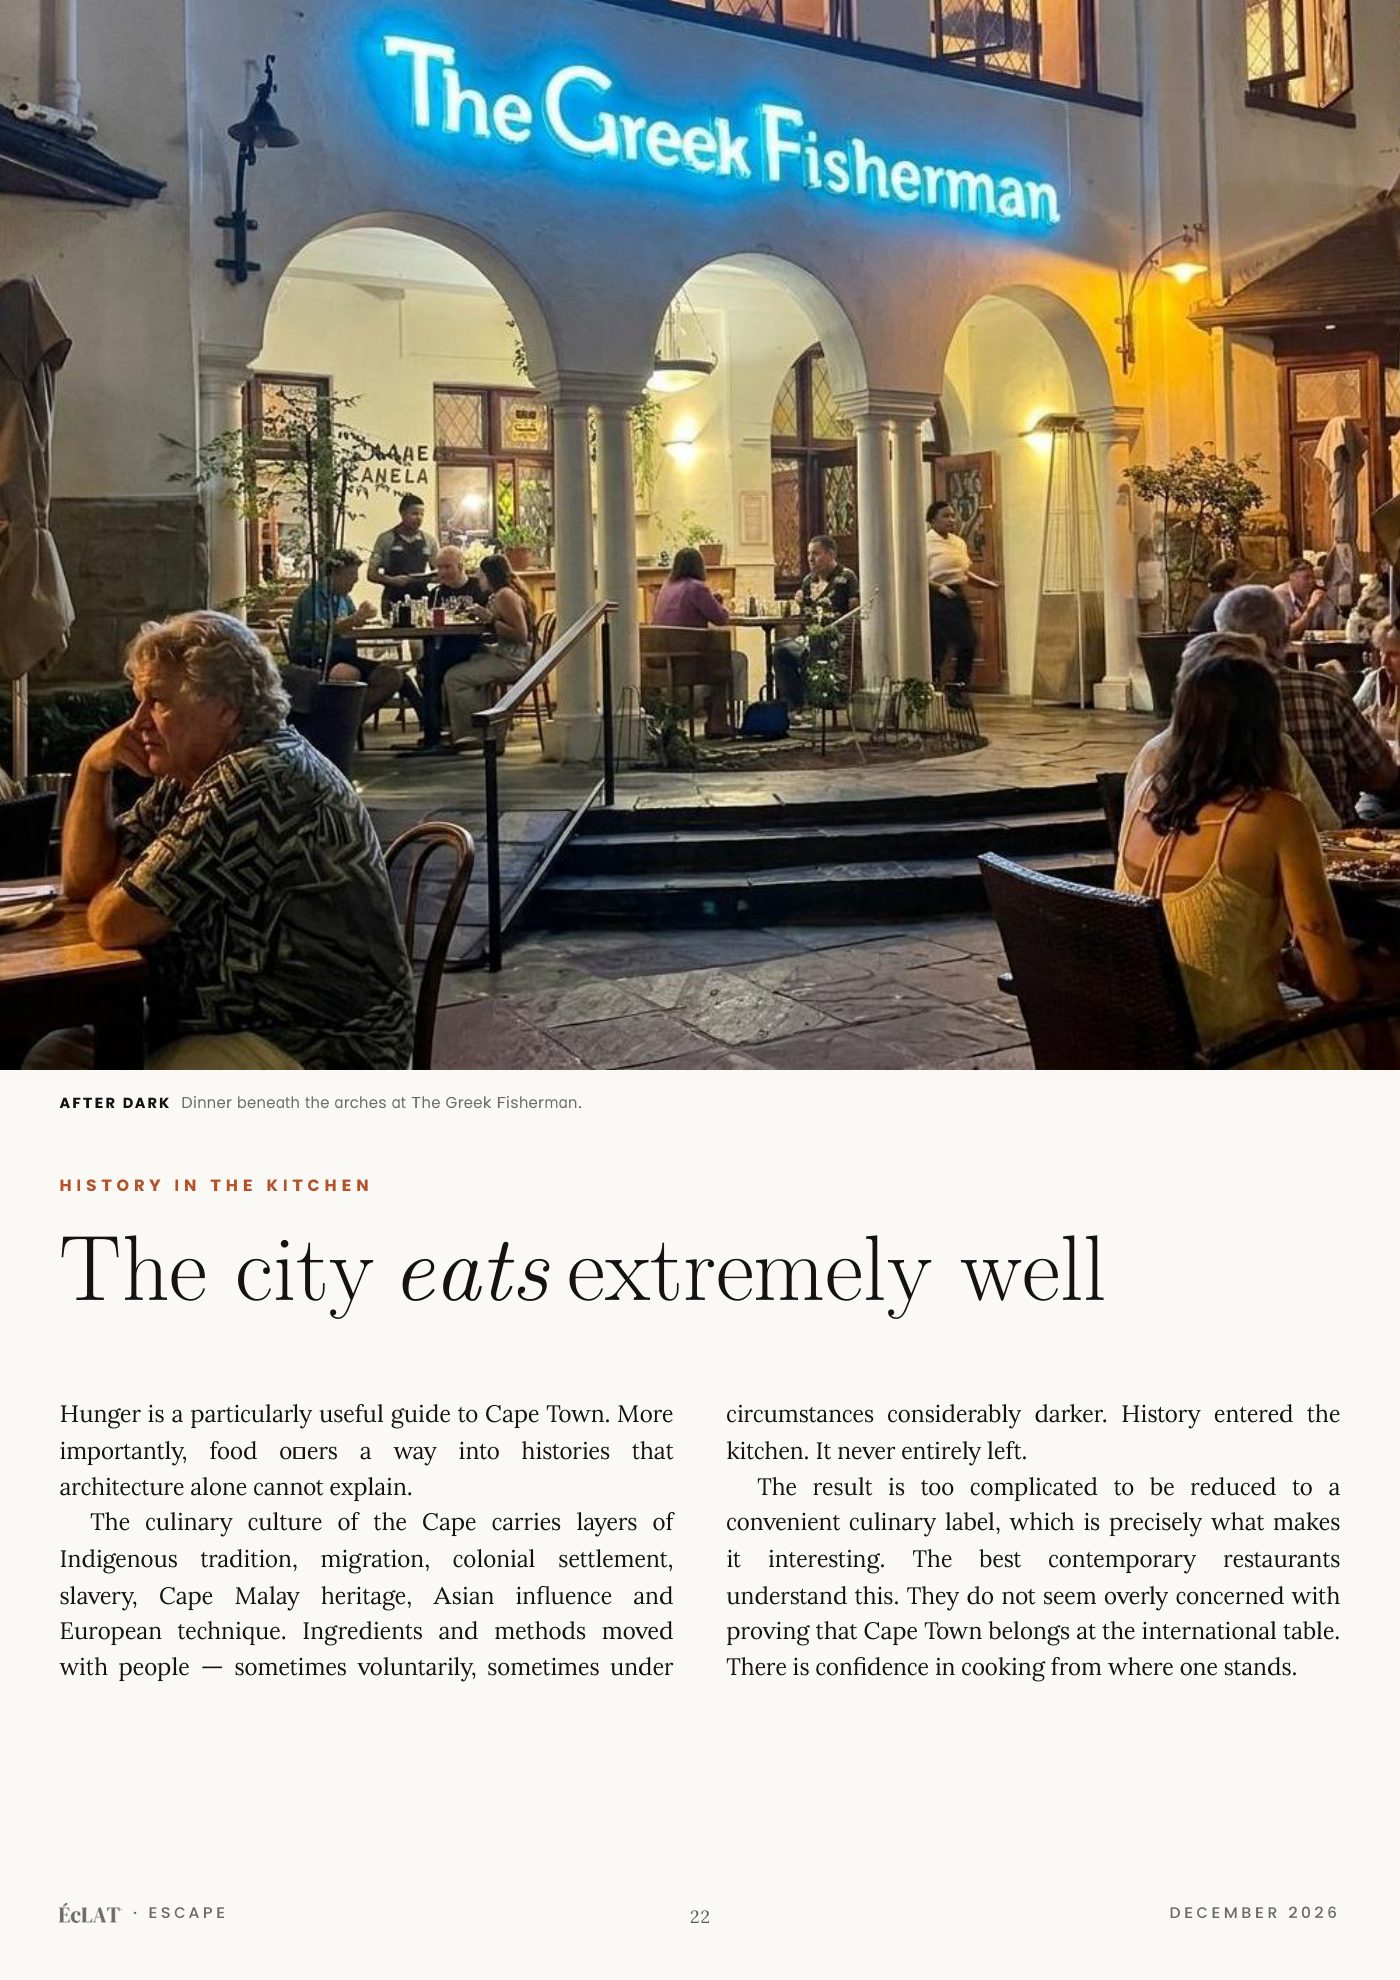 The Greek Fisherman
ANELA
AFTER DARK Dinner beneath the arches at The Greek Fisherman.
HISTORY IN THE KITCHEN
The city eats extremely well
Hunger is a particularly useful guide to Cape Town. More
importantly, food o▯ers a way into histories that
architecture alone cannot explain.
The culinary culture of the Cape carries layers of
Indigenous tradition, migration, colonial settlement,
slavery, Cape Malay heritage, Asian influence and
European technique. Ingredients and methods moved
with people — sometimes voluntarily, sometimes under
circumstances considerably darker. History entered the
kitchen. It never entirely left.
The result is too complicated to be reduced to a
convenient culinary label, which is precisely what makes
it interesting. The best contemporary restaurants
understand this. They do not seem overly concerned with
proving that Cape Town belongs at the international table.
There is confidence in cooking from where one stands.
ÉcLAT · ESCAPE
22
DECEMBER 2026